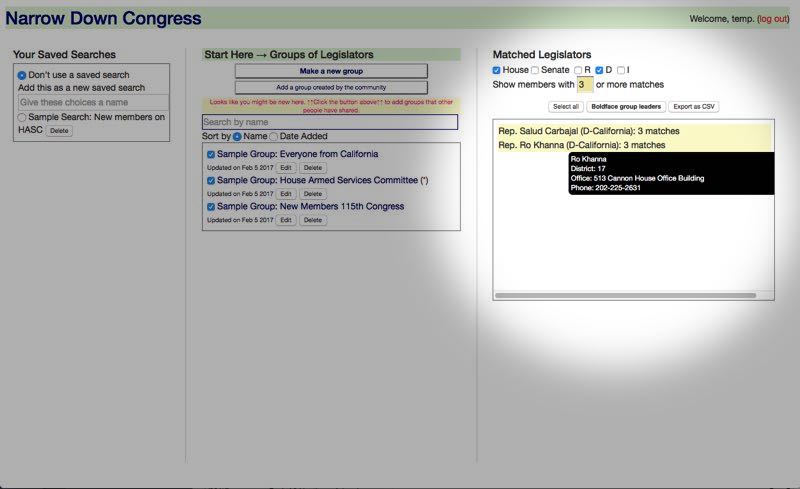 Narrow Down Congress
Welcome, temp. (log out)
Your Saved Searches
Don't use a saved search
Add this as a new saved search
Give these choices a name
Sample Search: New members on
HASC Delete
Start Here → Groups of Legislators
Make a new group
Add a group created by the community
Looks like you might be new here. ↑↑Click the button above↑↑ to add groups that other
people have shared.
Search by name
Sort by Name Date Added
Sample Group: Everyone from California
Updated on Feb 5 2017 Edit Delete
Sample Group: House Armed Services Committee (*)
Updated on Feb 5 2017 Edit Delete
Sample Group: New Members 115th Congress
Updated on Feb 5 2017 Edit Delete
Matched Legislators
House Senate R D I
Show members with 3 or more matches
Select all Boldface group leaders Export as CSV
Rep. Salud Carbajal (D-California): 3 matches
Rep. Ro Khanna (D-California): 3 matches
Ro Khanna
District: 17
Office: 513 Cannon House Office Building
Phone: 202-225-2631